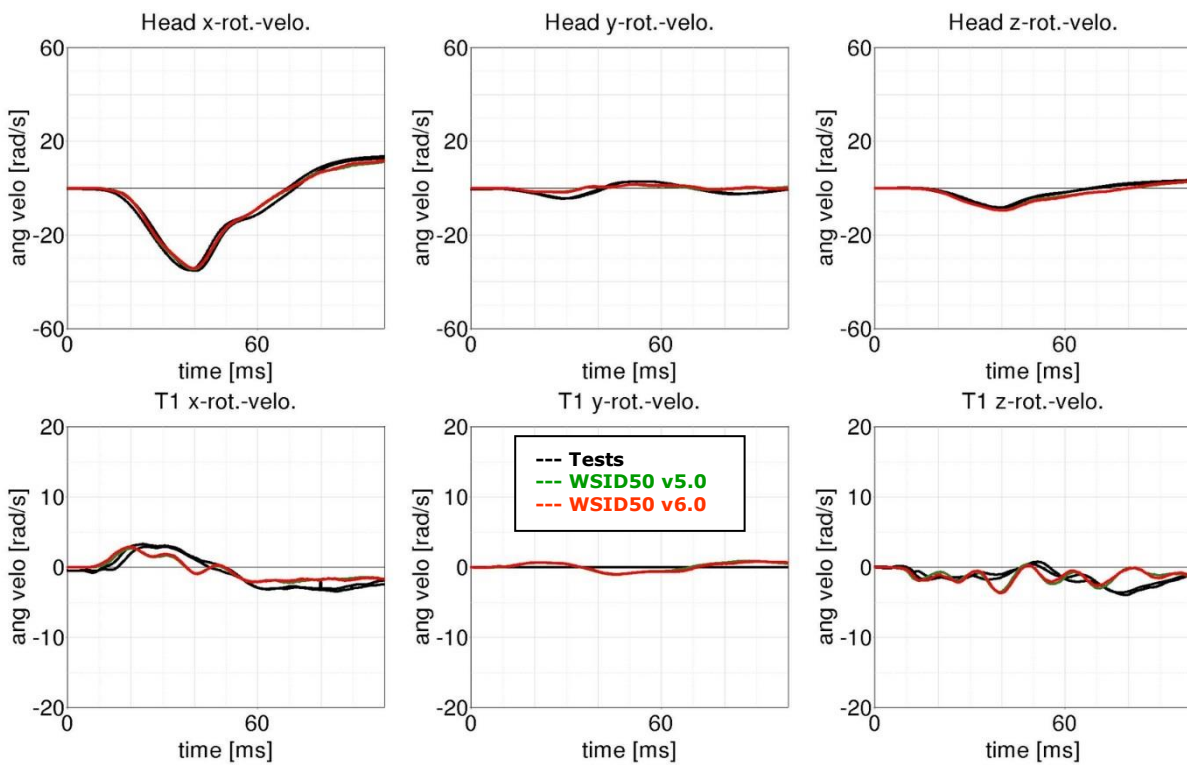 Head x-rot.-velo.
60
20
-20
-60
ang velo [rad/s]
0
60
time [ms]
Head y-rot.-velo.
60
20
-20
-60
ang velo [rad/s]
0
60
time [ms]
Head z-rot.-velo.
60
20
-20
-60
ang velo [rad/s]
0
60
time [ms]
T1 x-rot.-velo.
20
10
0
-10
-20
ang velo [rad/s]
0
60
time [ms]
T1 y-rot.-velo.
20
10
0
-10
-20
ang velo [rad/s]
--- Tests
--- WSID50 v5.0
--- WSID50 v6.0
0
60
time [ms]
T1 z-rot.-velo.
20
10
0
-10
-20
ang velo [rad/s]
0
60
time [ms]